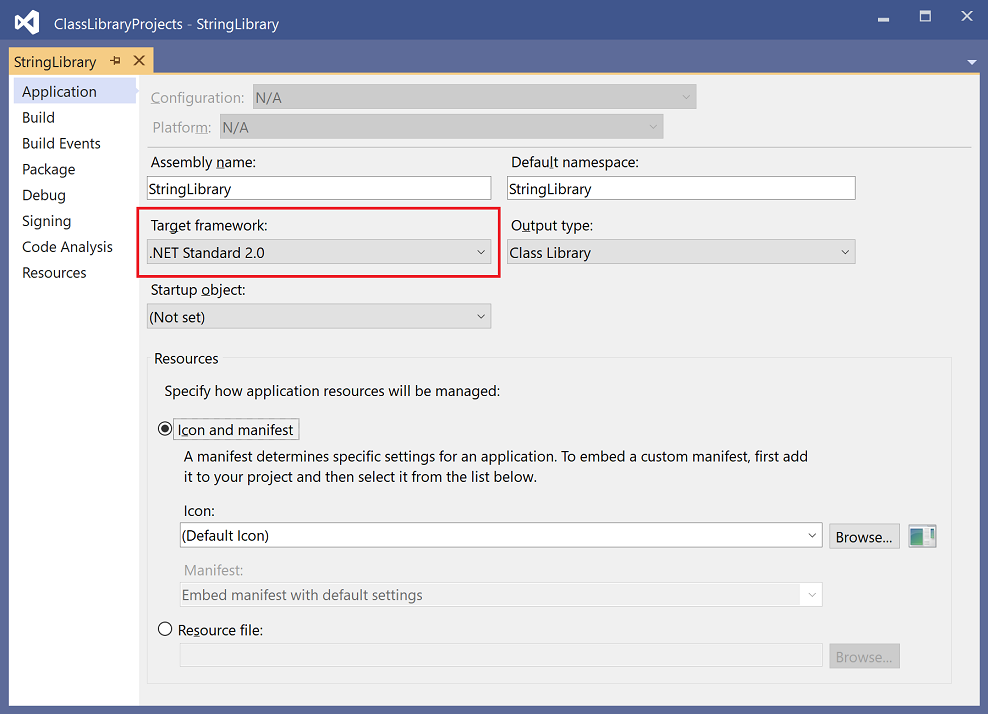 ClassLibraryProjects - StringLibrary
StringLibrary
Application
Build
Build Events
Package
Debug
Signing
Code Analysis
Resources
Configuration: N/A
Platform: N/A
Assembly name:
StringLibrary
Default namespace:
StringLibrary
Target framework:
.NET Standard 2.0
Output type:
Class Library
Startup object:
(Not set)
Resources
Specify how application resources will be managed:
Icon and manifest
A manifest determines specific settings for an application. To embed a custom manifest, first add
it to your project and then select it from the list below.
Icon:
(Default Icon)
Browse...
Manifest:
Embed manifest with default settings
Resource file:
Browse...